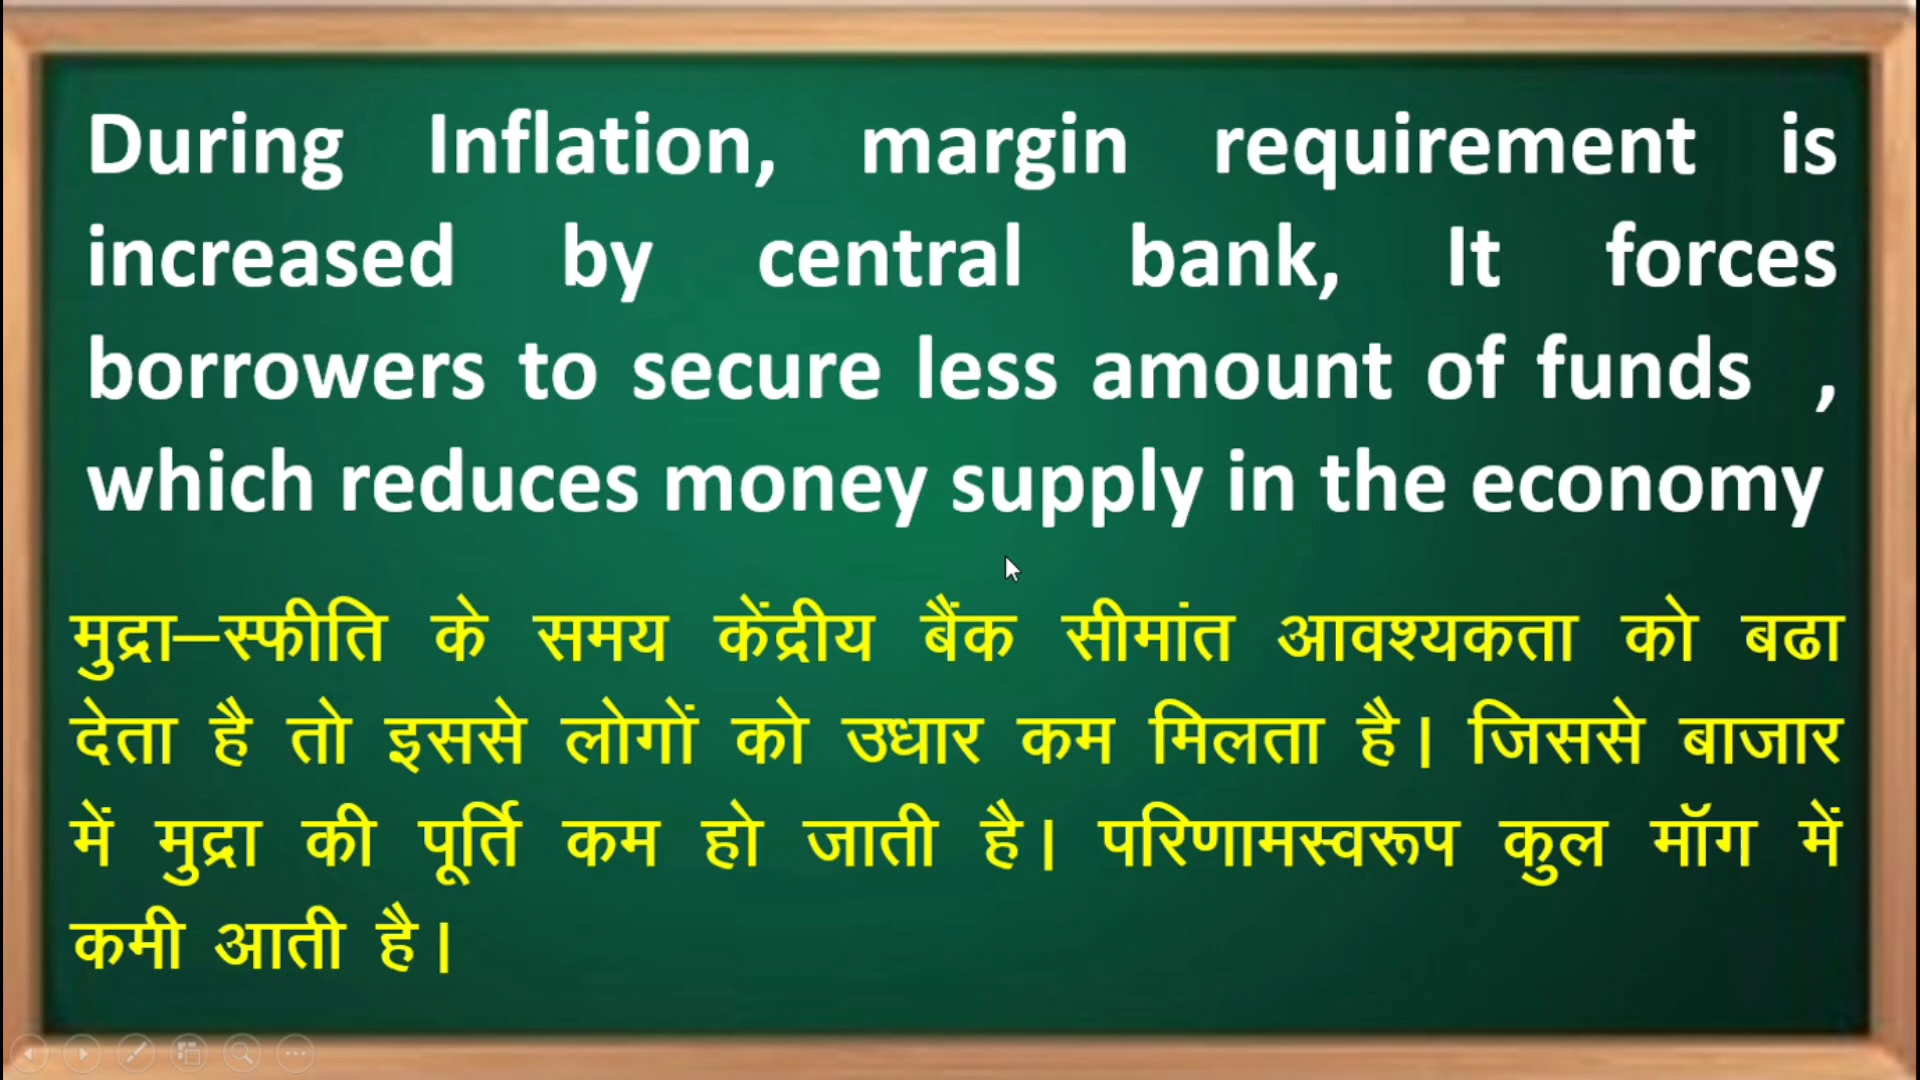 During Inflation, margin requirement is
increased by central bank, It forces
borrowers to secure less amount of funds ,
which reduces money supply in the economy
मुद्रा–स्फीति के समय केंद्रीय बैंक सीमांत आवश्यकता को बढा
देता है तो इससे लोगों को उधार कम मिलता है। जिससे बाजार
में मुद्रा की पूर्ति कम हो जाती है। परिणामस्वरूप कुल मॉग में
कमी आती है।